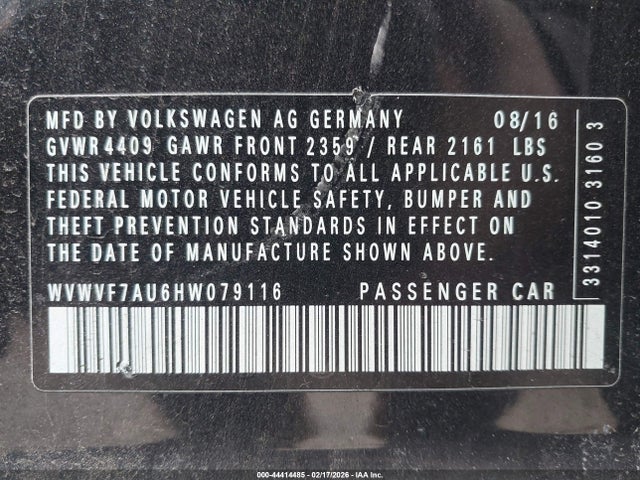 MFD BY VOLKSWAGEN AG GERMANY 08/16
GVWR 4409 GAWR FRONT 2359 / REAR 2161 LBS
THIS VEHICLE CONFORMS TO ALL APPLICABLE U.S.
FEDERAL MOTOR VEHICLE SAFETY, BUMPER AND
THEFT PREVENTION STANDARDS IN EFFECT ON
THE DATE OF MANUFACTURE SHOWN ABOVE.
WVWVF7AU6HW079116 PASSENGER CAR
3314010 3160 3
000-44414485 - 02/17/2026 - IAA Inc.